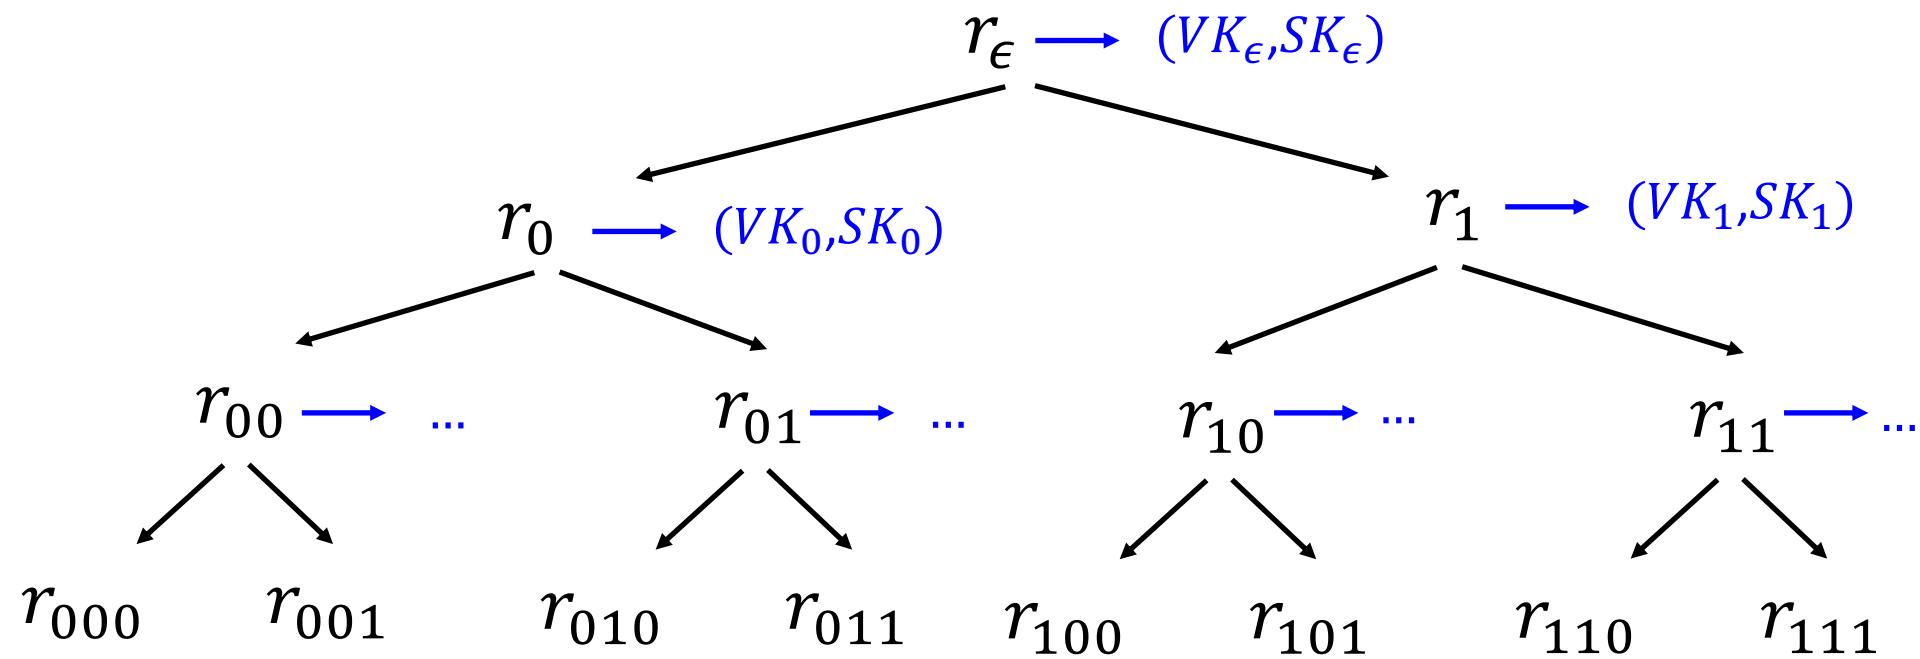 r_ϵ → (VK_ϵ,SK_ϵ)
r_0 → (VK_0,SK_0) r_1 → (VK_1,SK_1)
r_00 → ... r_01 → ... r_10 → ... r_11 → ...
r_000 r_001 r_010 r_011 r_100 r_101 r_110 r_111